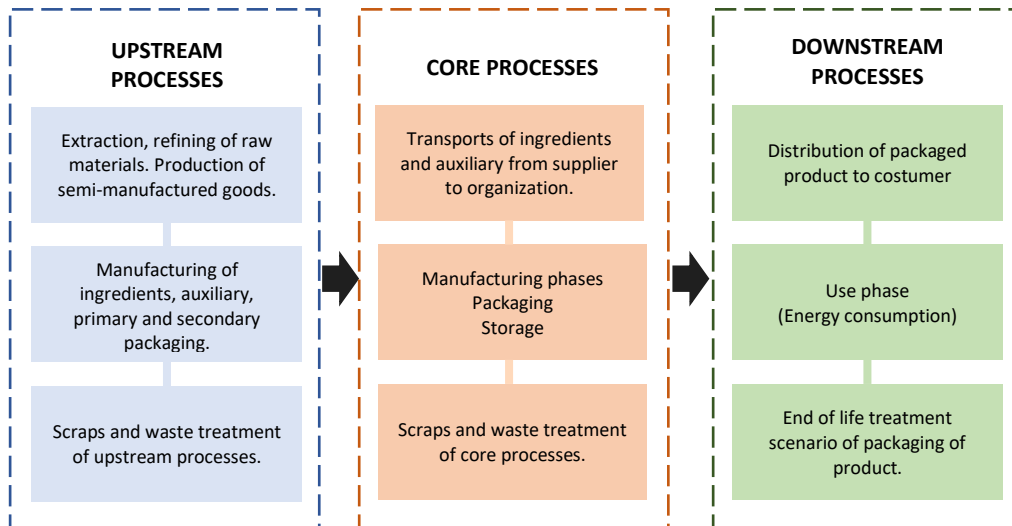 UPSTREAM
PROCESSES
Extraction, refining of raw
materials. Production of
semi-manufactured goods.
Manufacturing of
ingredients, auxiliary,
primary and secondary
packaging.
Scraps and waste treatment
of upstream processes.
CORE PROCESSES
Transports of ingredients
and auxiliary from supplier
to organization.
Manufacturing phases
Packaging
Storage
Scraps and waste treatment
of core processes.
DOWNSTREAM
PROCESSES
Distribution of packaged
product to costumer
Use phase
(Energy consumption)
End of life treatment
scenario of packaging of
product.